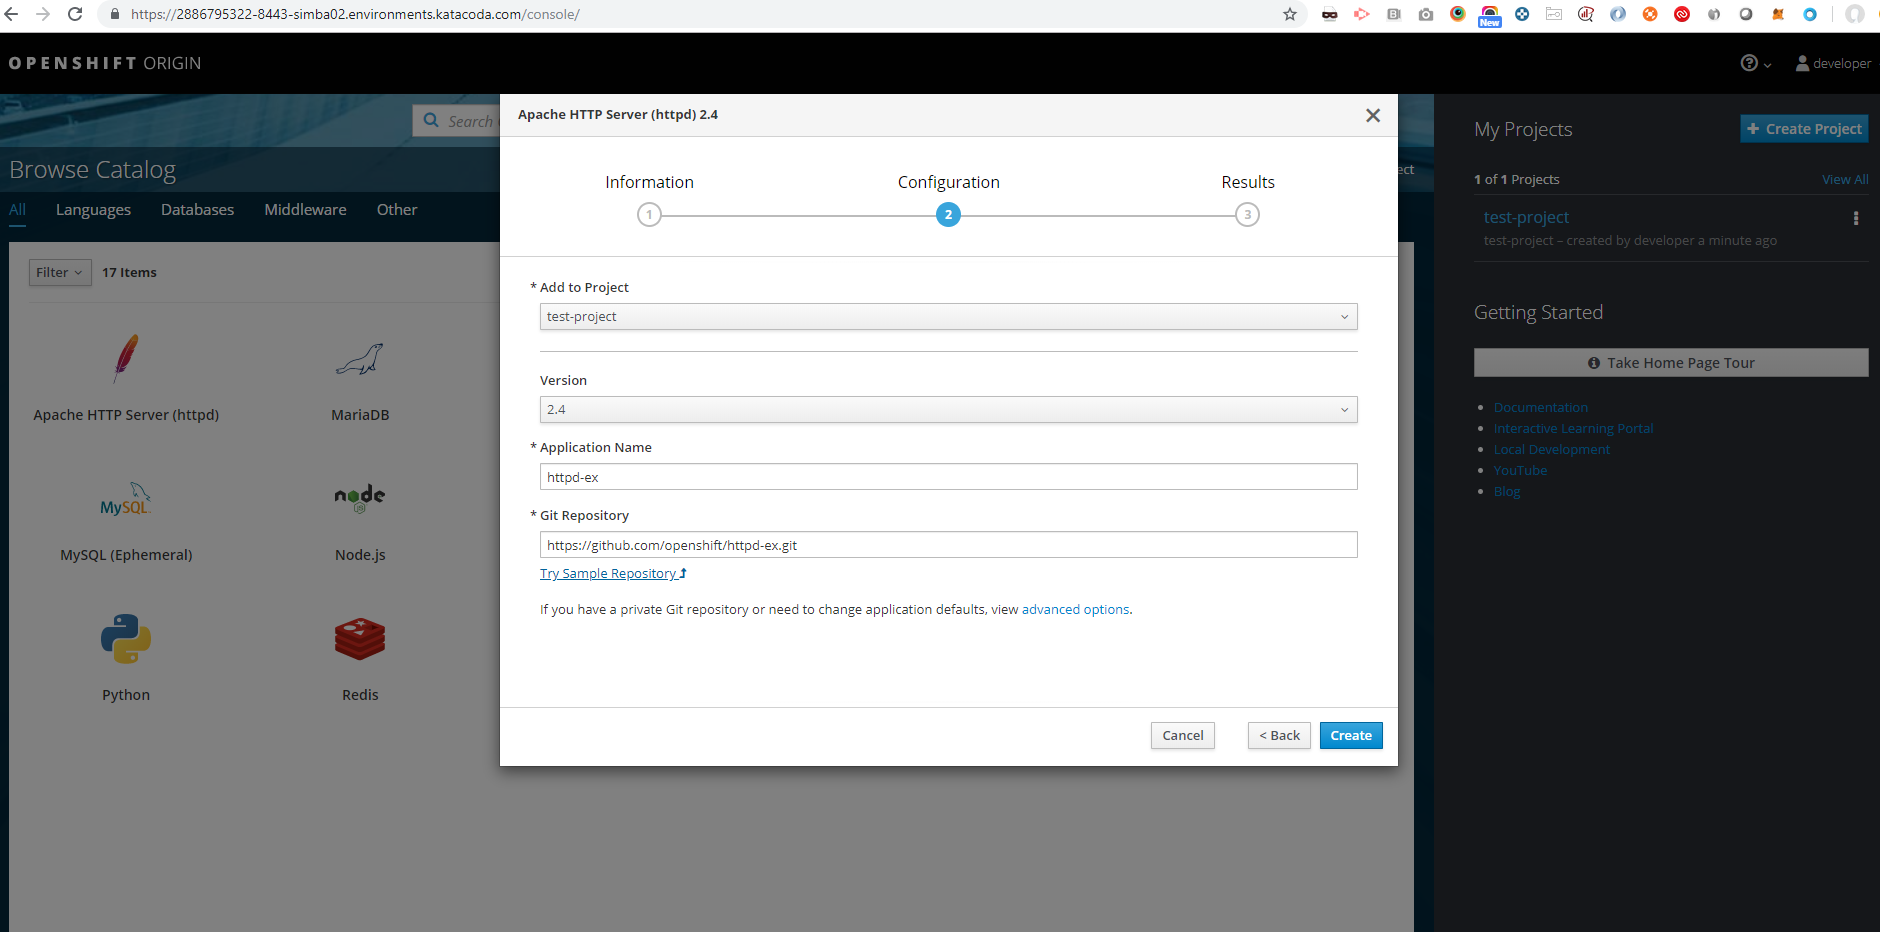 https://2886795322-8443-simba02.environments.katacoda.com/console/
New
OPENSHIFT ORIGIN
developer
Search
Browse Catalog
ect
All Languages Databases Middleware Other
Filter 17 Items
Apache HTTP Server (httpd)
MariaDB
MySQL
MySQL (Ephemeral)
node
JS
Node.js
Python
Redis
Apache HTTP Server (httpd) 2.4
Information Configuration Results
1 2 3
* Add to Project
test-project
Version
2.4
* Application Name
httpd-ex
* Git Repository
https://github.com/openshift/httpd-ex.git
Try Sample Repository
If you have a private Git repository or need to change application defaults, view advanced options.
Cancel < Back Create
My Projects
Create Project
1 of 1 Projects
View All
test-project
test-project – created by developer a minute ago
Getting Started
Take Home Page Tour
Documentation
Interactive Learning Portal
Local Development
YouTube
Blog